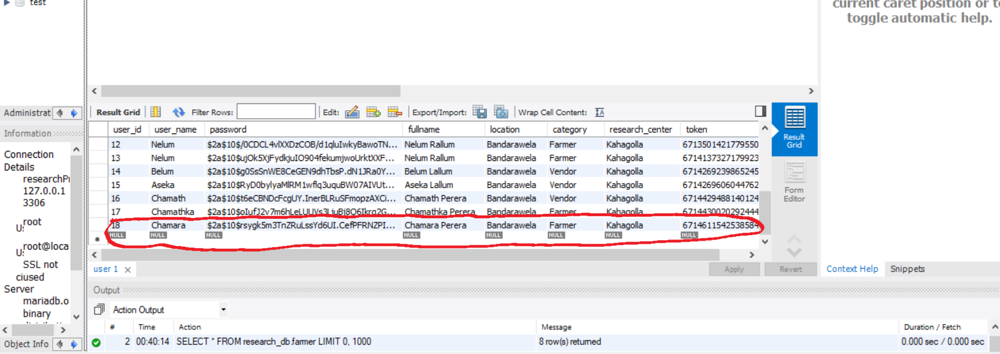 test
current caret position or to
toggle automatic help.
Administrat
Result Grid Filter Rows: Edit: Export/Import: Wrap Cell Content:
Information
Connection
Details
researchPr
127.0.0.1
3306
root
U:
root@loca
U:
SSL not
ciused
Server
mariadb.o
binary
Object Info
user_id user_name password fullname location category research_center token
12 Nelum $2a$10$/0CDCL4vlXXDzCOB/d1qluIwkyBawoTN... Nelum Rallum Bandarawela Farmer Kahagolla 6713501421779550
13 Nelum $2a$10$ujOk5XjFydkjuIO904fekumjwoUrktXXF... Nelum Rallum Bandarawela Farmer Kahagolla 6714137327179923
14 Belum $2a$10$g0SsSnWE8CeGEN9dhTbsP.dN1JRa0Y... Belum Lallum Bandarawela Vendor Kahagolla 6714269239865245
15 Aseka $2a$10$RyD0bylyaMlRM1wflq3uquBW07AIVUt... Aseka Lallum Bandarawela Vendor Kahagolla 6714269606044762
16 Chamath $2a$10$t6eCBNDcFcgUY.InerBLRuSFmopzAXCi... Chamath Perera Bandarawela Vendor Kahagolla 6714429488140124
17 Chamathka $2a$10$oIufJ2v7m6hLeLUUVs3LjuBj8Q6Ikrq2G... Chamathka Perera Bandarawela Farmer Kahagolla 6714430020292444
18 Chamara $2a$10$rsygk5m3TnZRuLssYd6UI.CefPFRNZPI... Chamara Perera Bandarawela Farmer Kahagolla 6714611542538584
NULL NULL NULL NULL NULL NULL NULL NULL
Result
Grid
Form
Editor
user 1 Apply Revert Context Help Snippets
Output
Action Output
# Time Action Message Duration / Fetch
2 00:40:14 SELECT * FROM research_db.farmer LIMIT 0, 1000 8 row(s) returned 0.000 sec / 0.000 sec